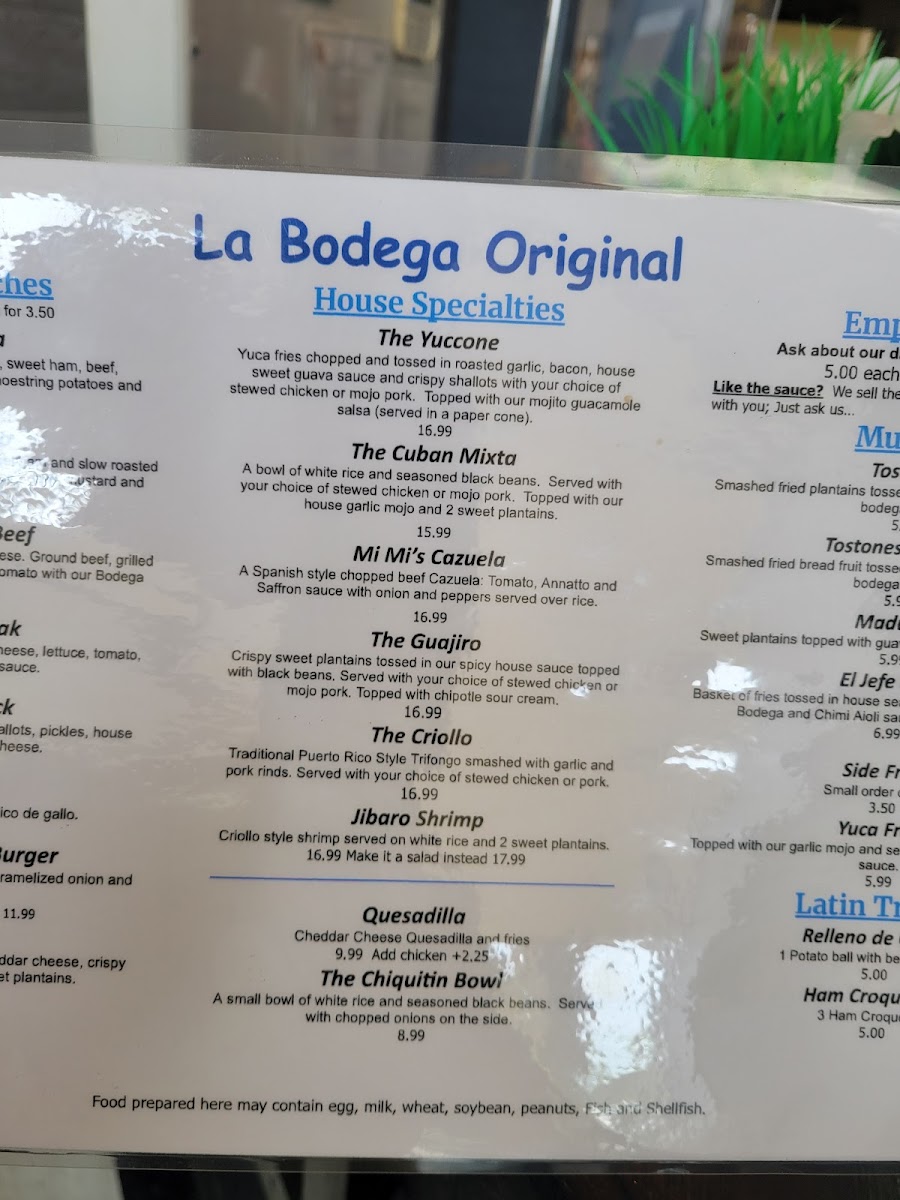 La Bodega Original
ches
for 3.50
, sweet ham, beef,
oestring potatoes and
and slow roasted
mustard and
Beef
ese. Ground beef, grilled
omato with our Bodega
ak
heese, lettuce, tomato,
sauce.
ck
allots, pickles, house
heese.
ico de gallo.
Burger
ramelized onion and
11.99
ddar cheese, crispy
et plantains.
House Specialties
The Yuccone
Yuca fries chopped and tossed in roasted garlic, bacon, house
sweet guava sauce and crispy shallots with your choice of
stewed chicken or mojo pork. Topped with our mojito guacamole
salsa (served in a paper cone).
16.99
The Cuban Mixta
A bowl of white rice and seasoned black beans. Served with
your choice of stewed chicken or mojo pork. Topped with our
house garlic mojo and 2 sweet plantains.
15.99
Mi Mi's Cazuela
A Spanish style chopped beef Cazuela: Tomato, Annatto and
Saffron sauce with onion and peppers served over rice.
16.99
The Guajiro
Crispy sweet plantains tossed in our spicy house sauce topped
with black beans. Served with your choice of stewed chicken or
mojo pork. Topped with chipotle sour cream.
16.99
The Criollo
Traditional Puerto Rico Style Trifongo smashed with garlic and
pork rinds. Served with your choice of stewed chicken or pork.
16.99
Jibaro Shrimp
Criollo style shrimp served on white rice and 2 sweet plantains.
16.99 Make it a salad instead 17.99
Quesadilla
Cheddar Cheese Quesadilla and fries
9.99 Add chicken +2.25
The Chiquitin Bowl
A small bowl of white rice and seasoned black beans. Serve
with chopped onions on the side.
8.99
Emp
Ask about our d
5.00 each
Like the sauce? We sell the
with you; Just ask us...
Mu
Tos
Smashed fried plantains tosse
bodeg
5.
Tostones
Smashed fried bread fruit tosse
bodega
5.9
Madu
Sweet plantains topped with gua
5.99
El Jefe
Basket of fries tossed in house se
Bodega and Chimi Aioli sa
6.99
Side Fr
Small order
3.50
Yuca Fr
Topped with our garlic mojo and se
sauce.
5.99
Latin Tr
Relleno de
1 Potato ball with be
5.00
Ham Croqu
3 Ham Croqu
5.00
Food prepared here may contain egg, milk, wheat, soybean, peanuts, Fish and Shellfish.